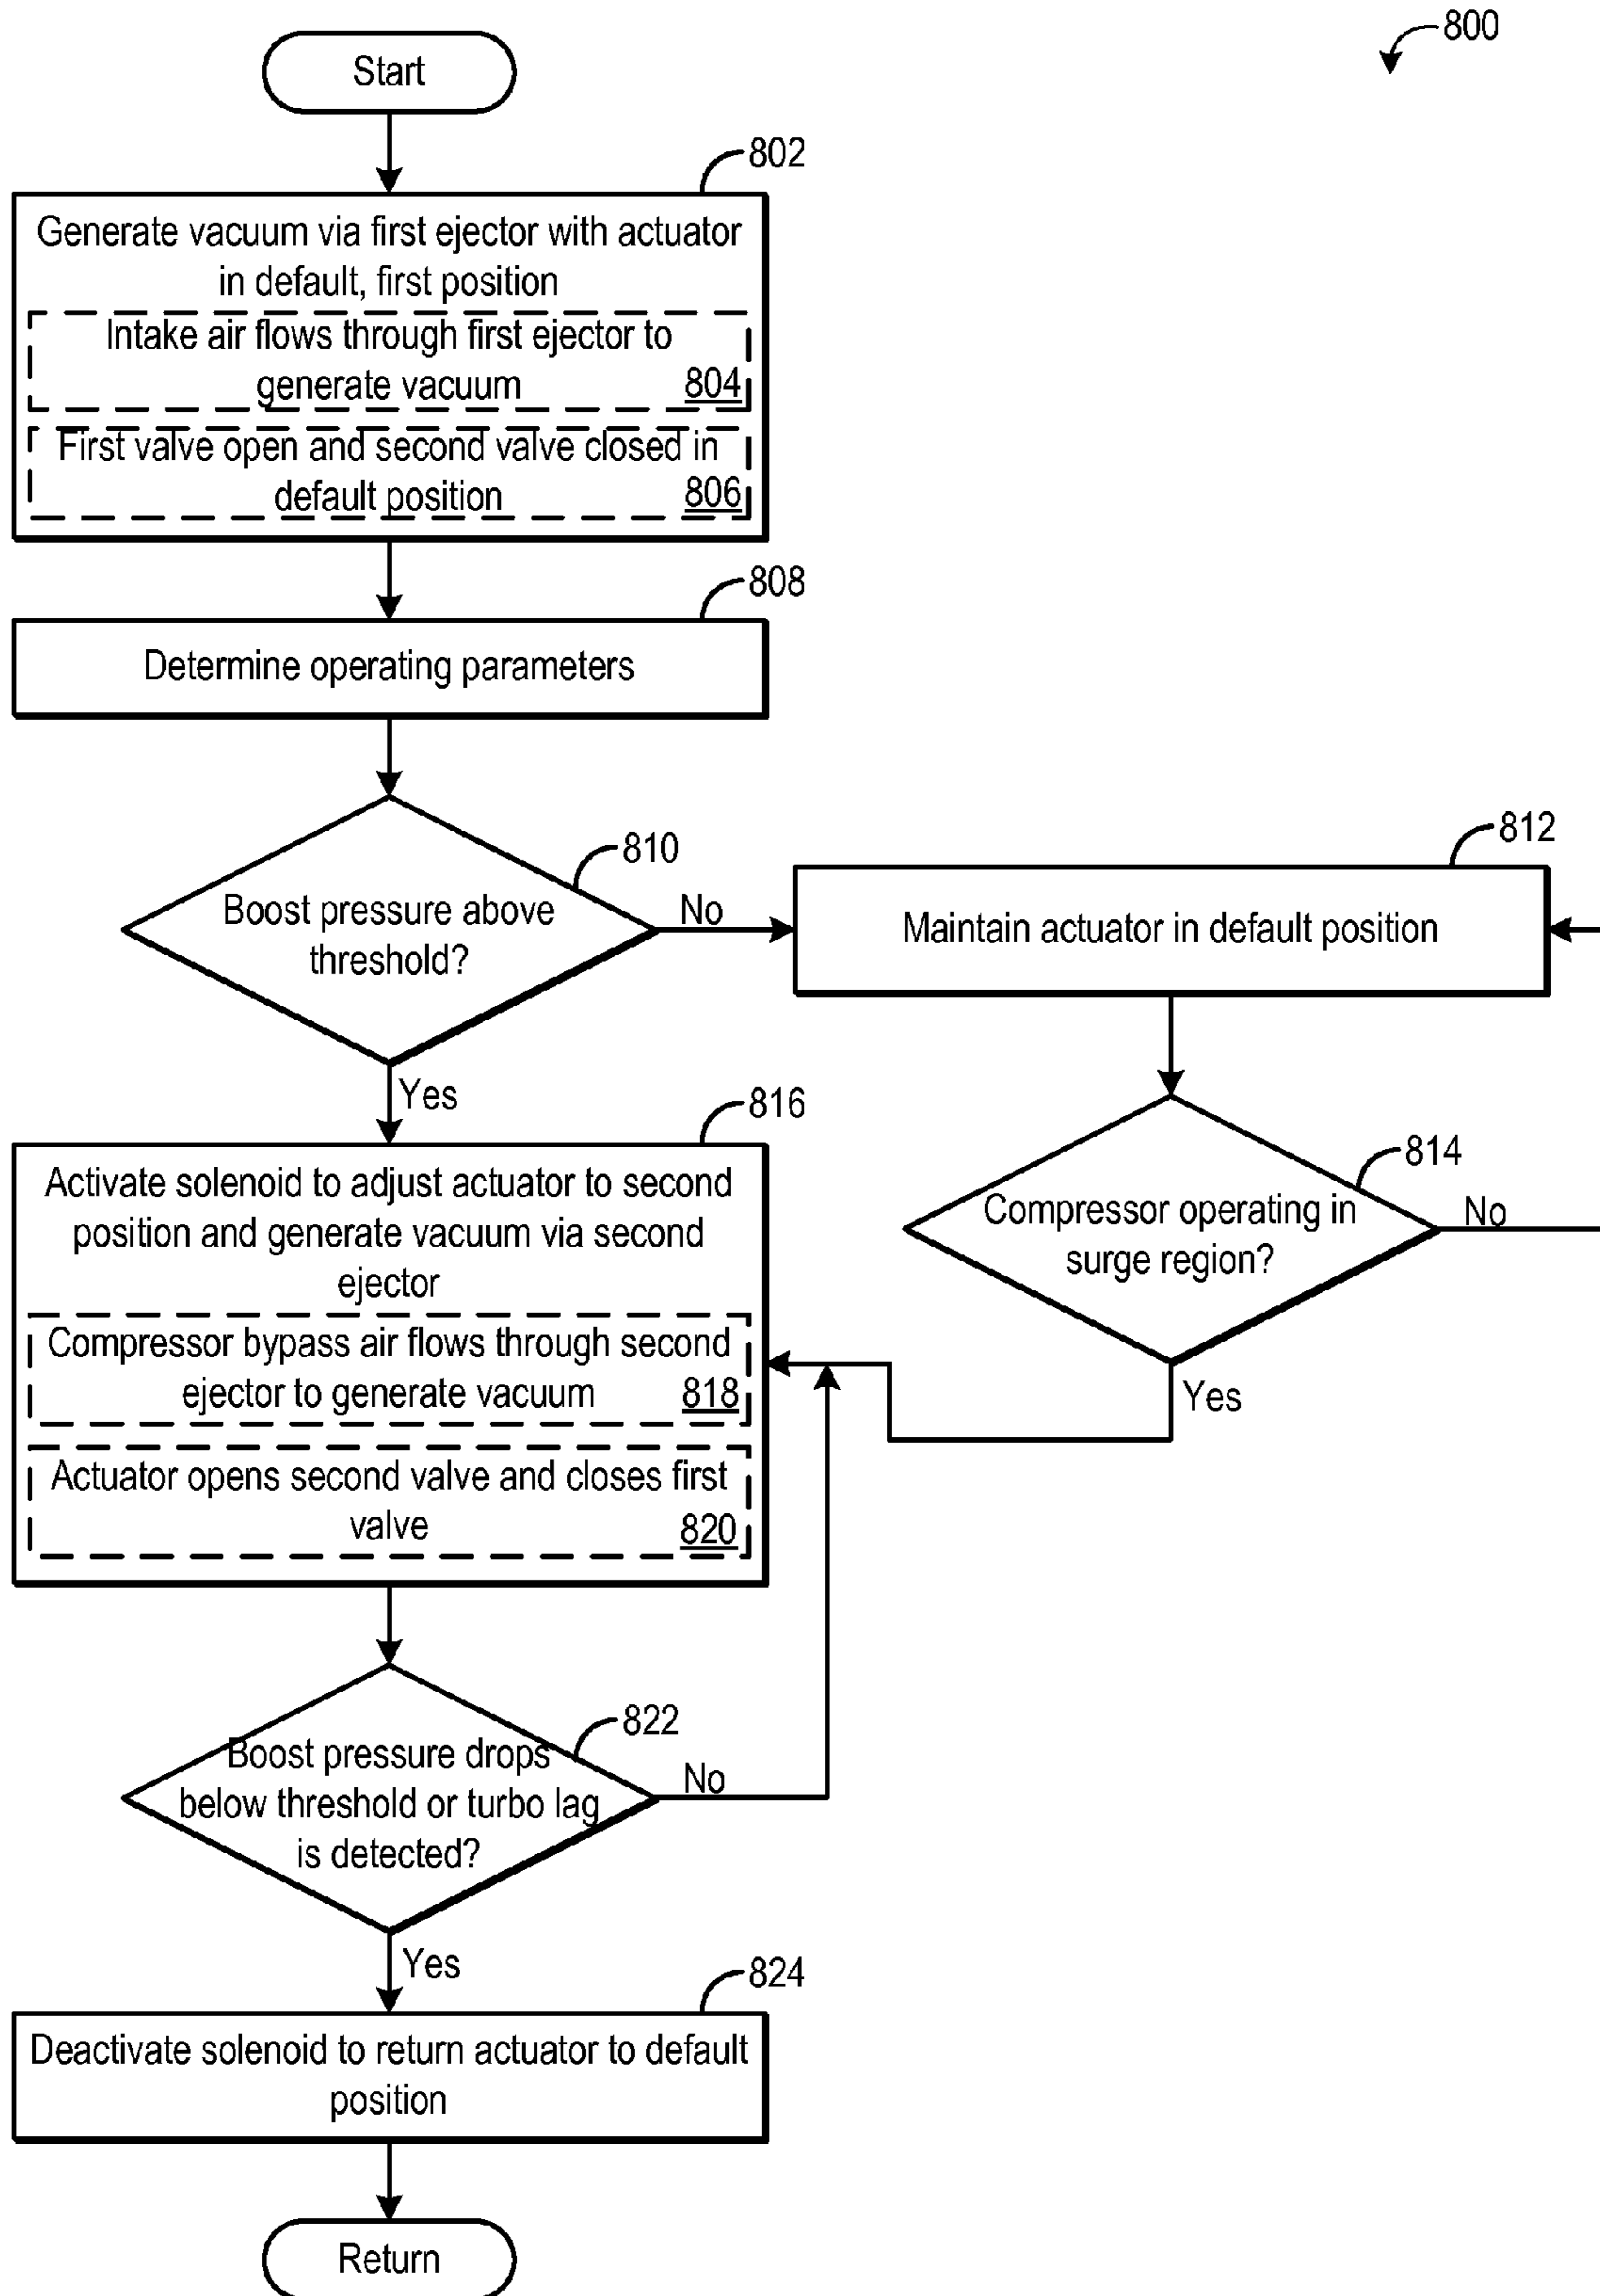 800
Start
802
Generate vacuum via first ejector with actuator
in default, first position
Intake air flows through first ejector to
generate vacuum 804
First valve open and second valve closed in
default position 806
808
Determine operating parameters
810
Boost pressure above
threshold?
No
Yes
812
Maintain actuator in default position
814
Compressor operating in
surge region?
No
Yes
816
Activate solenoid to adjust actuator to second
position and generate vacuum via second
ejector
Compressor bypass air flows through second
ejector to generate vacuum 818
Actuator opens second valve and closes first
valve 820
822
Boost pressure drops
below threshold or turbo lag
is detected?
No
Yes
824
Deactivate solenoid to return actuator to default
position
Return